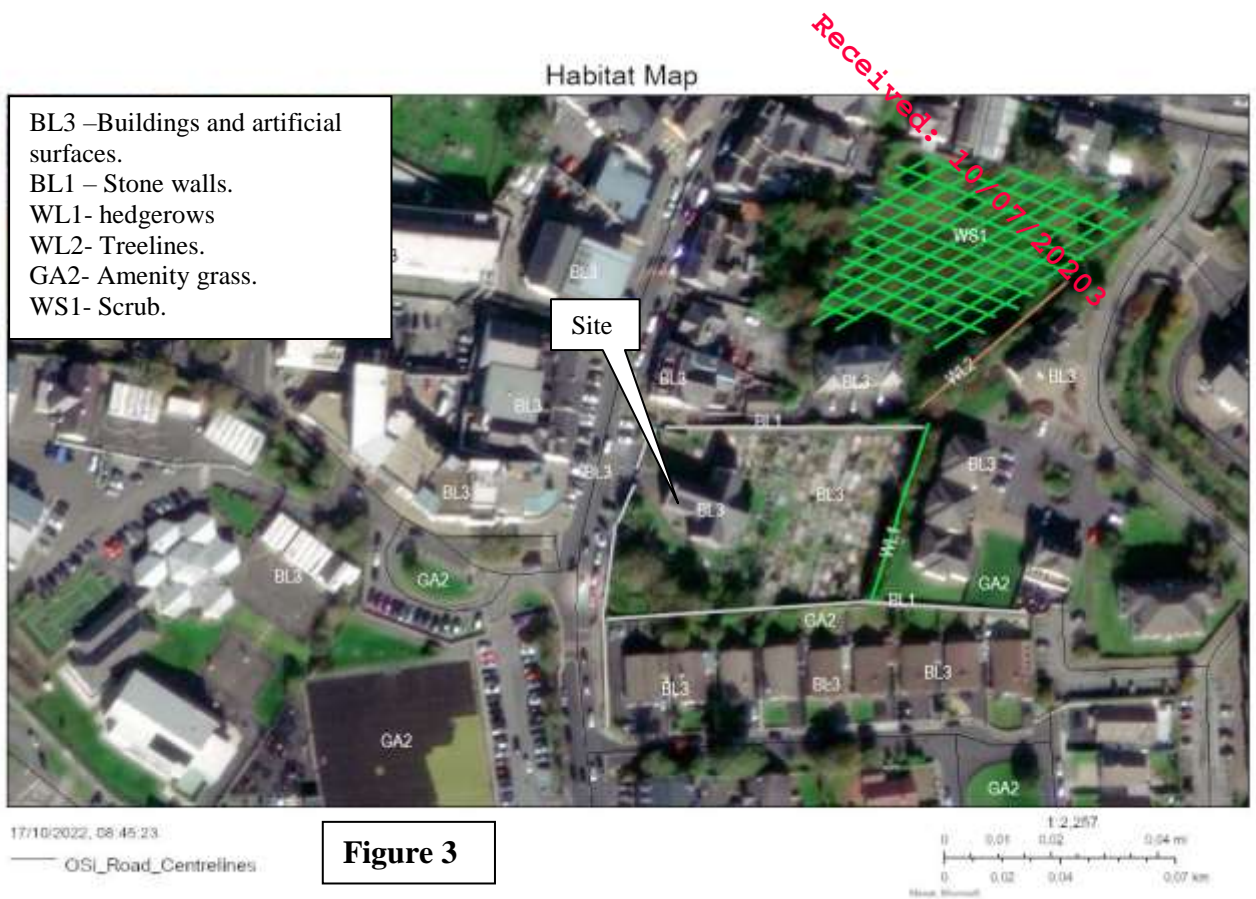 Received: 10/07/20203
Habitat Map
BL3 –Buildings and artificial
surfaces.
BL1 – Stone walls.
WL1- hedgerows
WL2- Treelines.
GA2- Amenity grass.
WS1- Scrub.
WS1
BL3
Site
WL2
BL3
BL3
BL3
BL3
BL1
BL3
BL3
BL3
BL3
BL3
WL1
BL3
GA2
GA2
BL1
GA2
BL3
BL3
BL3
GA2
GA2
17/10/2022, 08:45:23
OSi_Road_Centrelines
Figure 3
1:2,257
0 0.01 0.02 0.04 mi
0 0.02 0.04 0.07 km